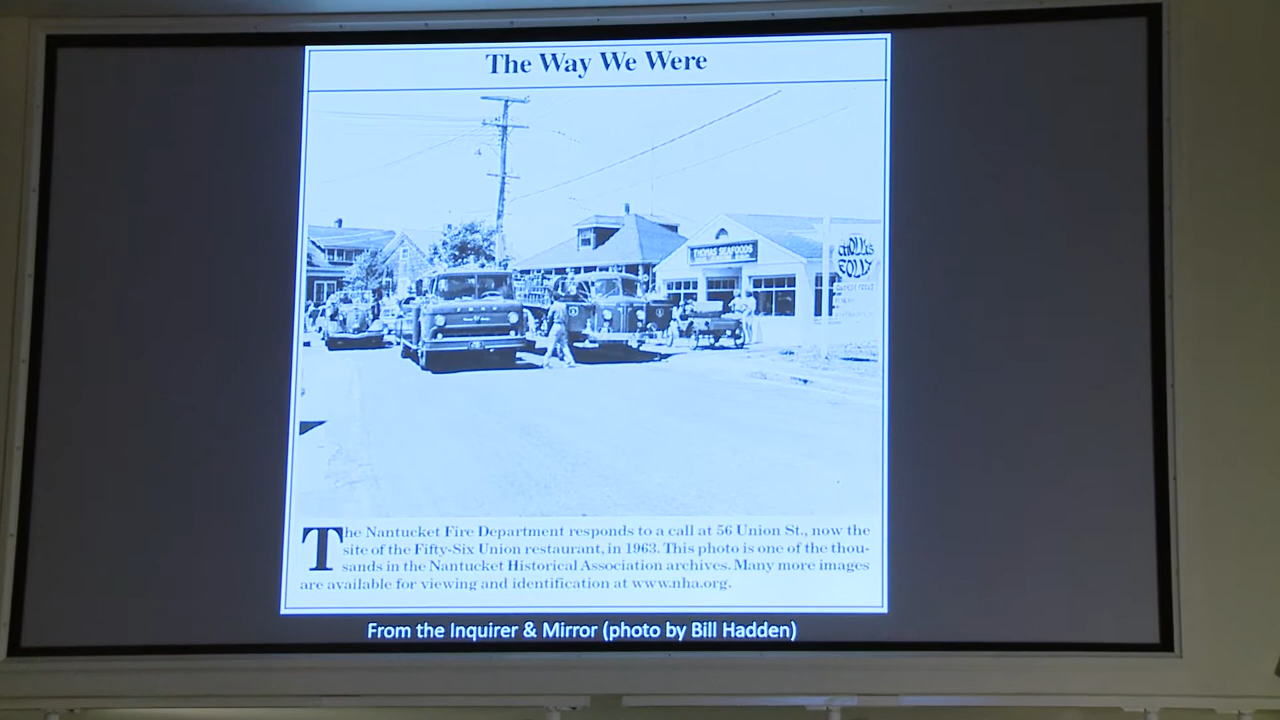 The Way We Were
THOMAS SEAFOODS
HOLLY'S
FOLLY
The Nantucket Fire Department responds to a call at 56 Union St., now the
site of the Fifty-Six Union restaurant, in 1963. This photo is one of the thou-
sands in the Nantucket Historical Association archives. Many more images
are available for viewing and identification at www.nha.org.
From the Inquirer & Mirror (photo by Bill Hadden)